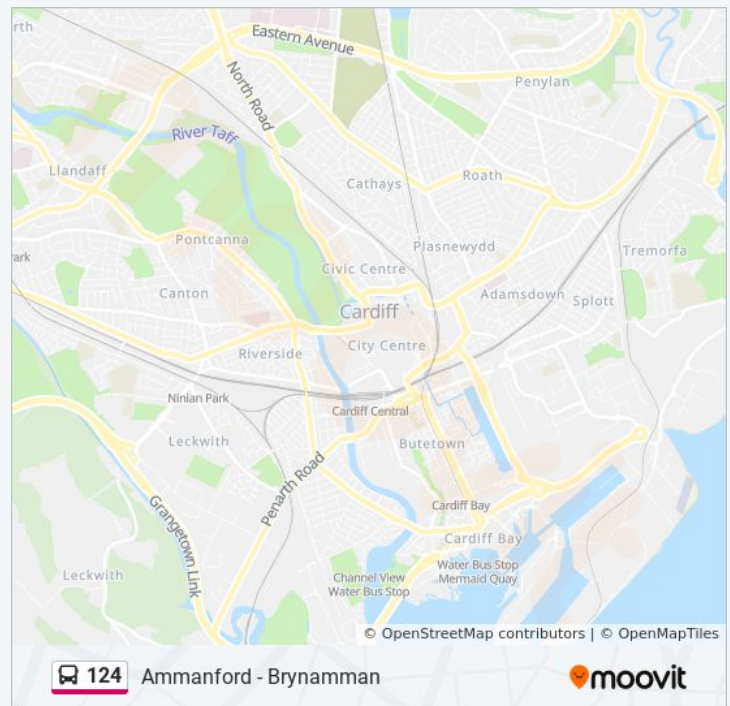 rth
Eastern Avenue
North Road
Penylan
River Taff
Llandaff
Cathays
Roath
Pontcanna
Plasnewydd
Tremorfa
ark
Civic Centre
Canton
Adamsdown
Splott
Cardiff
City Centre
Riverside
Ninian Park
Cardiff Central
Leckwith
Butetown
Penarth Road
Grangetown Link
Cardiff Bay
Cardiff Bay
Leckwith
Channel View
Water Bus Stop
Water Bus Stop
Mermaid Quay
© OpenStreetMap contributors | © OpenMapTiles
124 Ammanford - Brynamman
moovit